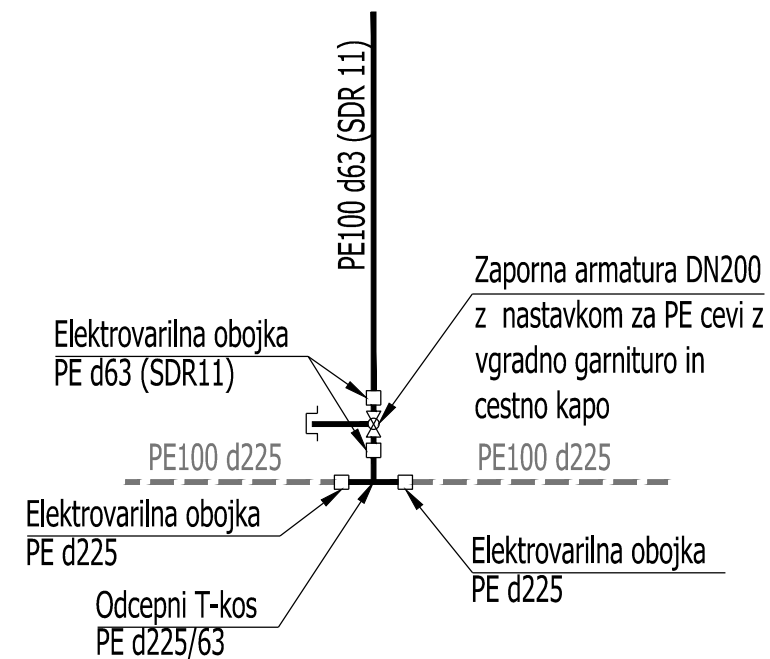 PE100 d63 (SDR 11)
Zaporna armatura DN200
z nastavkom za PE cevi z
vgradno garnituro in
cestno kapo
Elektrovarilna obojka
PE d63 (SDR11)
PE100 d225
PE100 d225
Elektrovarilna obojka
PE d225
Elektrovarilna obojka
PE d225
Odcepni T-kos
PE d225/63